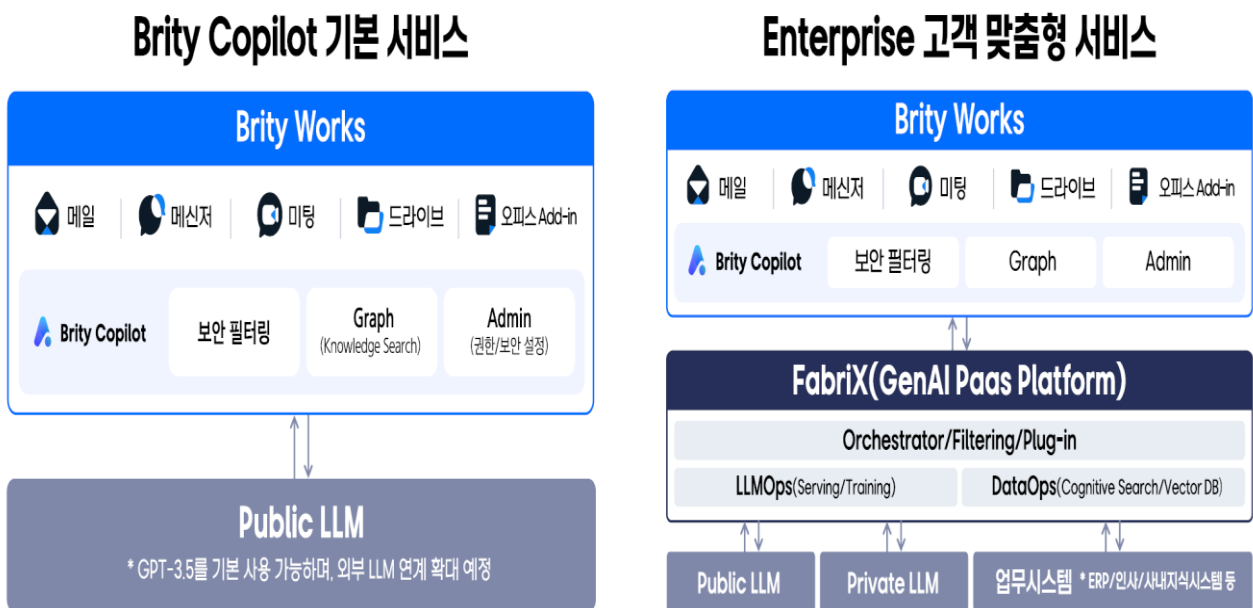 Brity Copilot 기본 서비스
Brity Works
메일
메신저
미팅
드라이브
오피스 Add-in
Brity Copilot
보안 필터링
Graph
(Knowledge Search)
Admin
(권한/보안 설정)
Public LLM
* GPT-3.5를 기본 사용 가능하며, 외부 LLM 연계 확대 예정
Enterprise 고객 맞춤형 서비스
Brity Works
메일
메신저
미팅
드라이브
오피스 Add-in
Brity Copilot
보안 필터링
Graph
Admin
FabriX(GenAI Paas Platform)
Orchestrator/Filtering/Plug-in
LLMOps(Serving/Training)
DataOps(Cognitive Search/Vector DB)
Public LLM
Private LLM
업무시스템 * ERP/인사/사내지식시스템 등